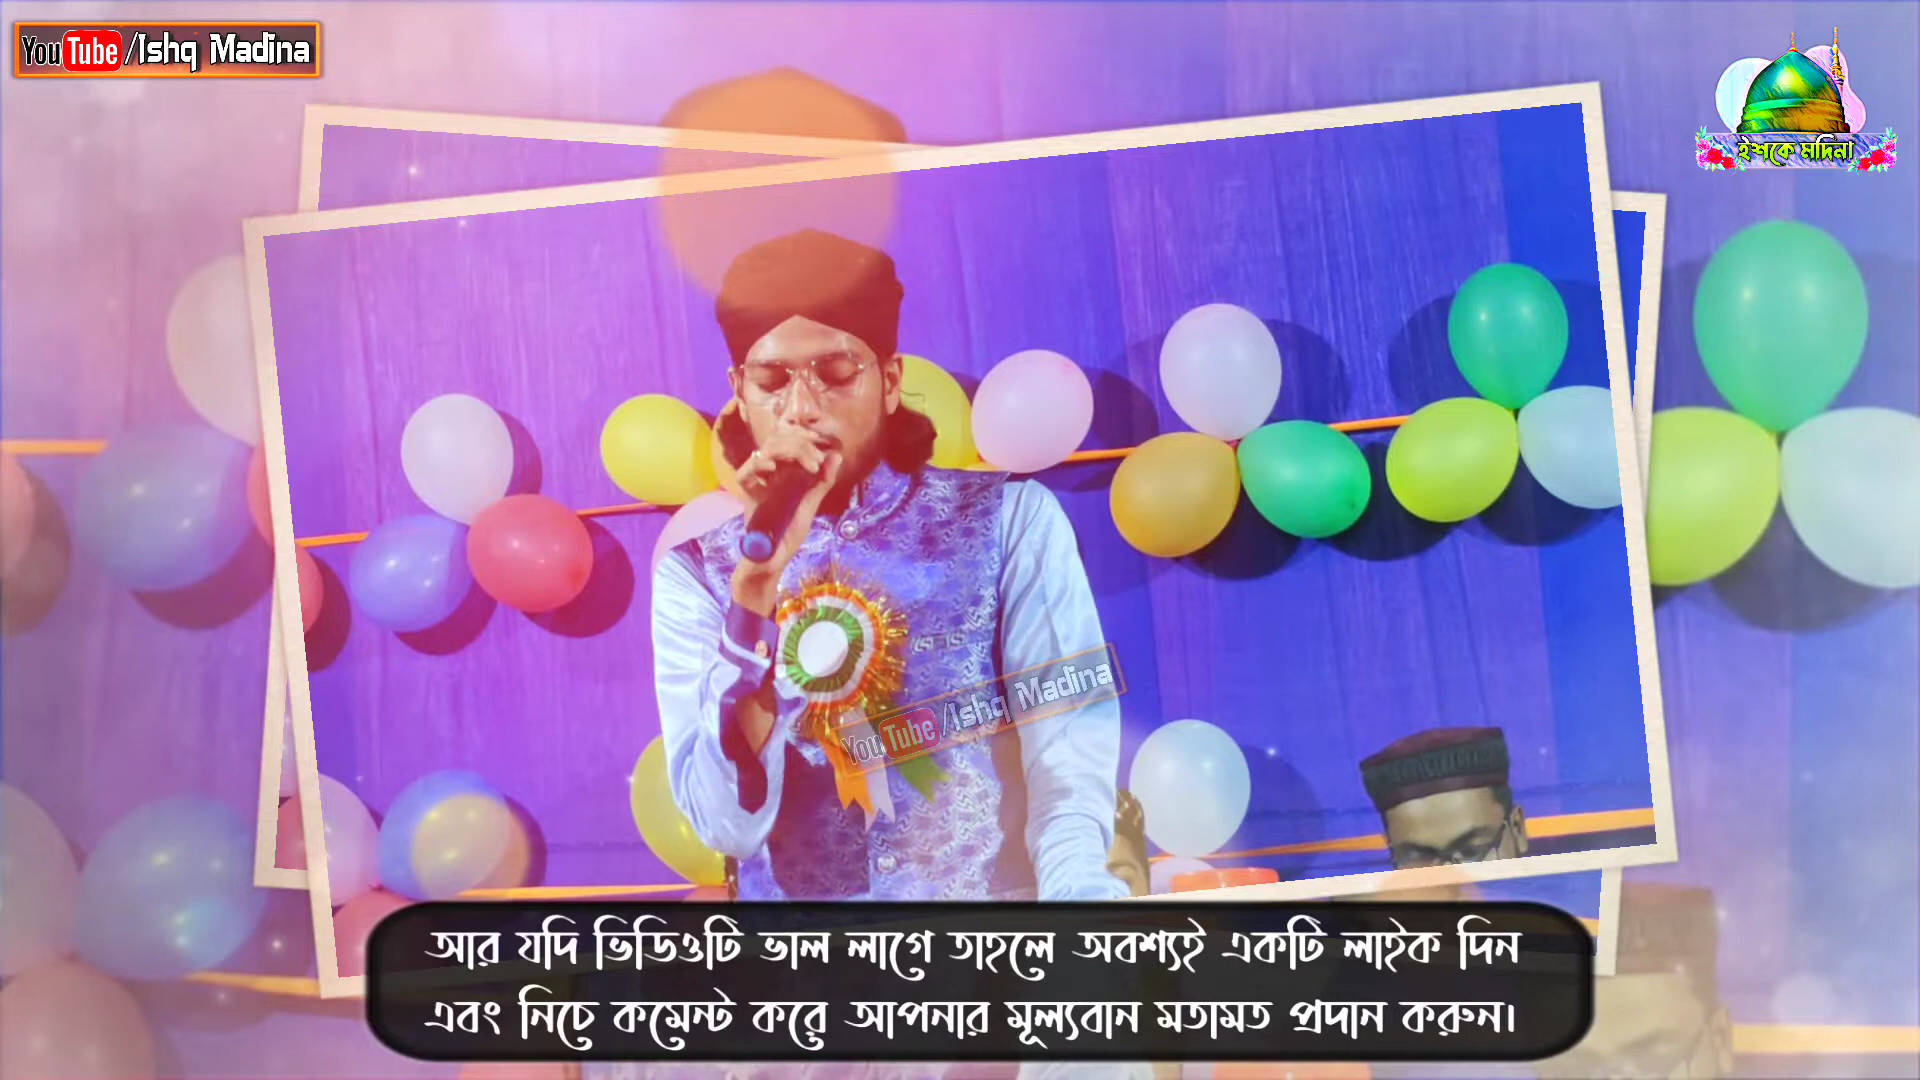 YouTube/Ishq Madina
ইশকে মদিনা
YouTube/Ishq Madina
আর যদি ভিডিওটি ভাল লাগে তাহলে অবশ্যই একটি লাইক দিন
এবং নিচে কমেন্ট করে আপনার মূল্যবান মতামত প্রদান করুন।